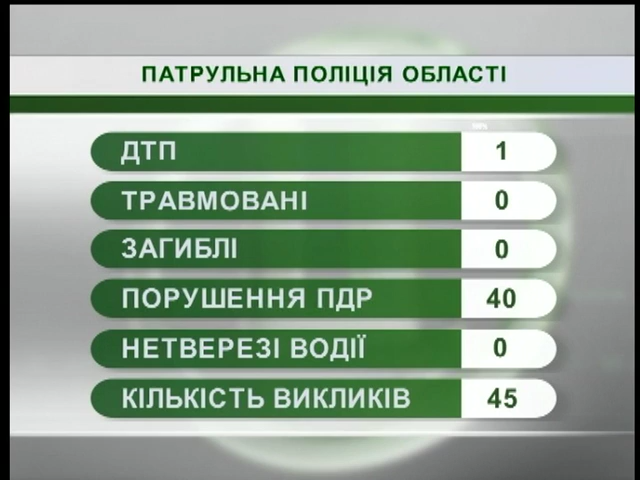 ПАТРУЛЬНА ПОЛІЦІЯ ОБЛАСТІ
ДТП 1
ТРАВМОВАНІ 0
ЗАГИБЛІ 0
ПОРУШЕННЯ ПДР 40
НЕТВЕРЕЗІ ВОДІЇ 0
КІЛЬКІСТЬ ВИКЛИКІВ 45